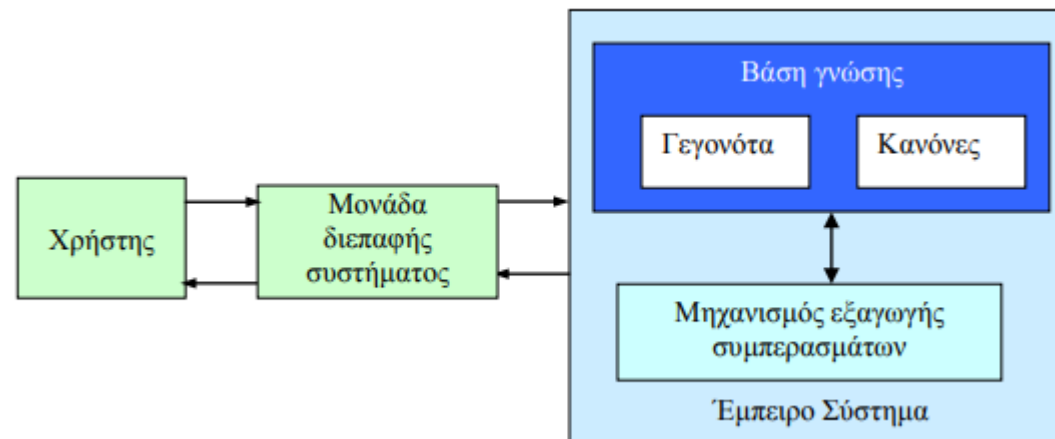 Βάση γνώσης
Γεγονότα
Κανόνες
Χρήστης
Μονάδα
διεπαφής
συστήματος
Μηχανισμός εξαγωγής
συμπερασμάτων
Έμπειρο Σύστημα